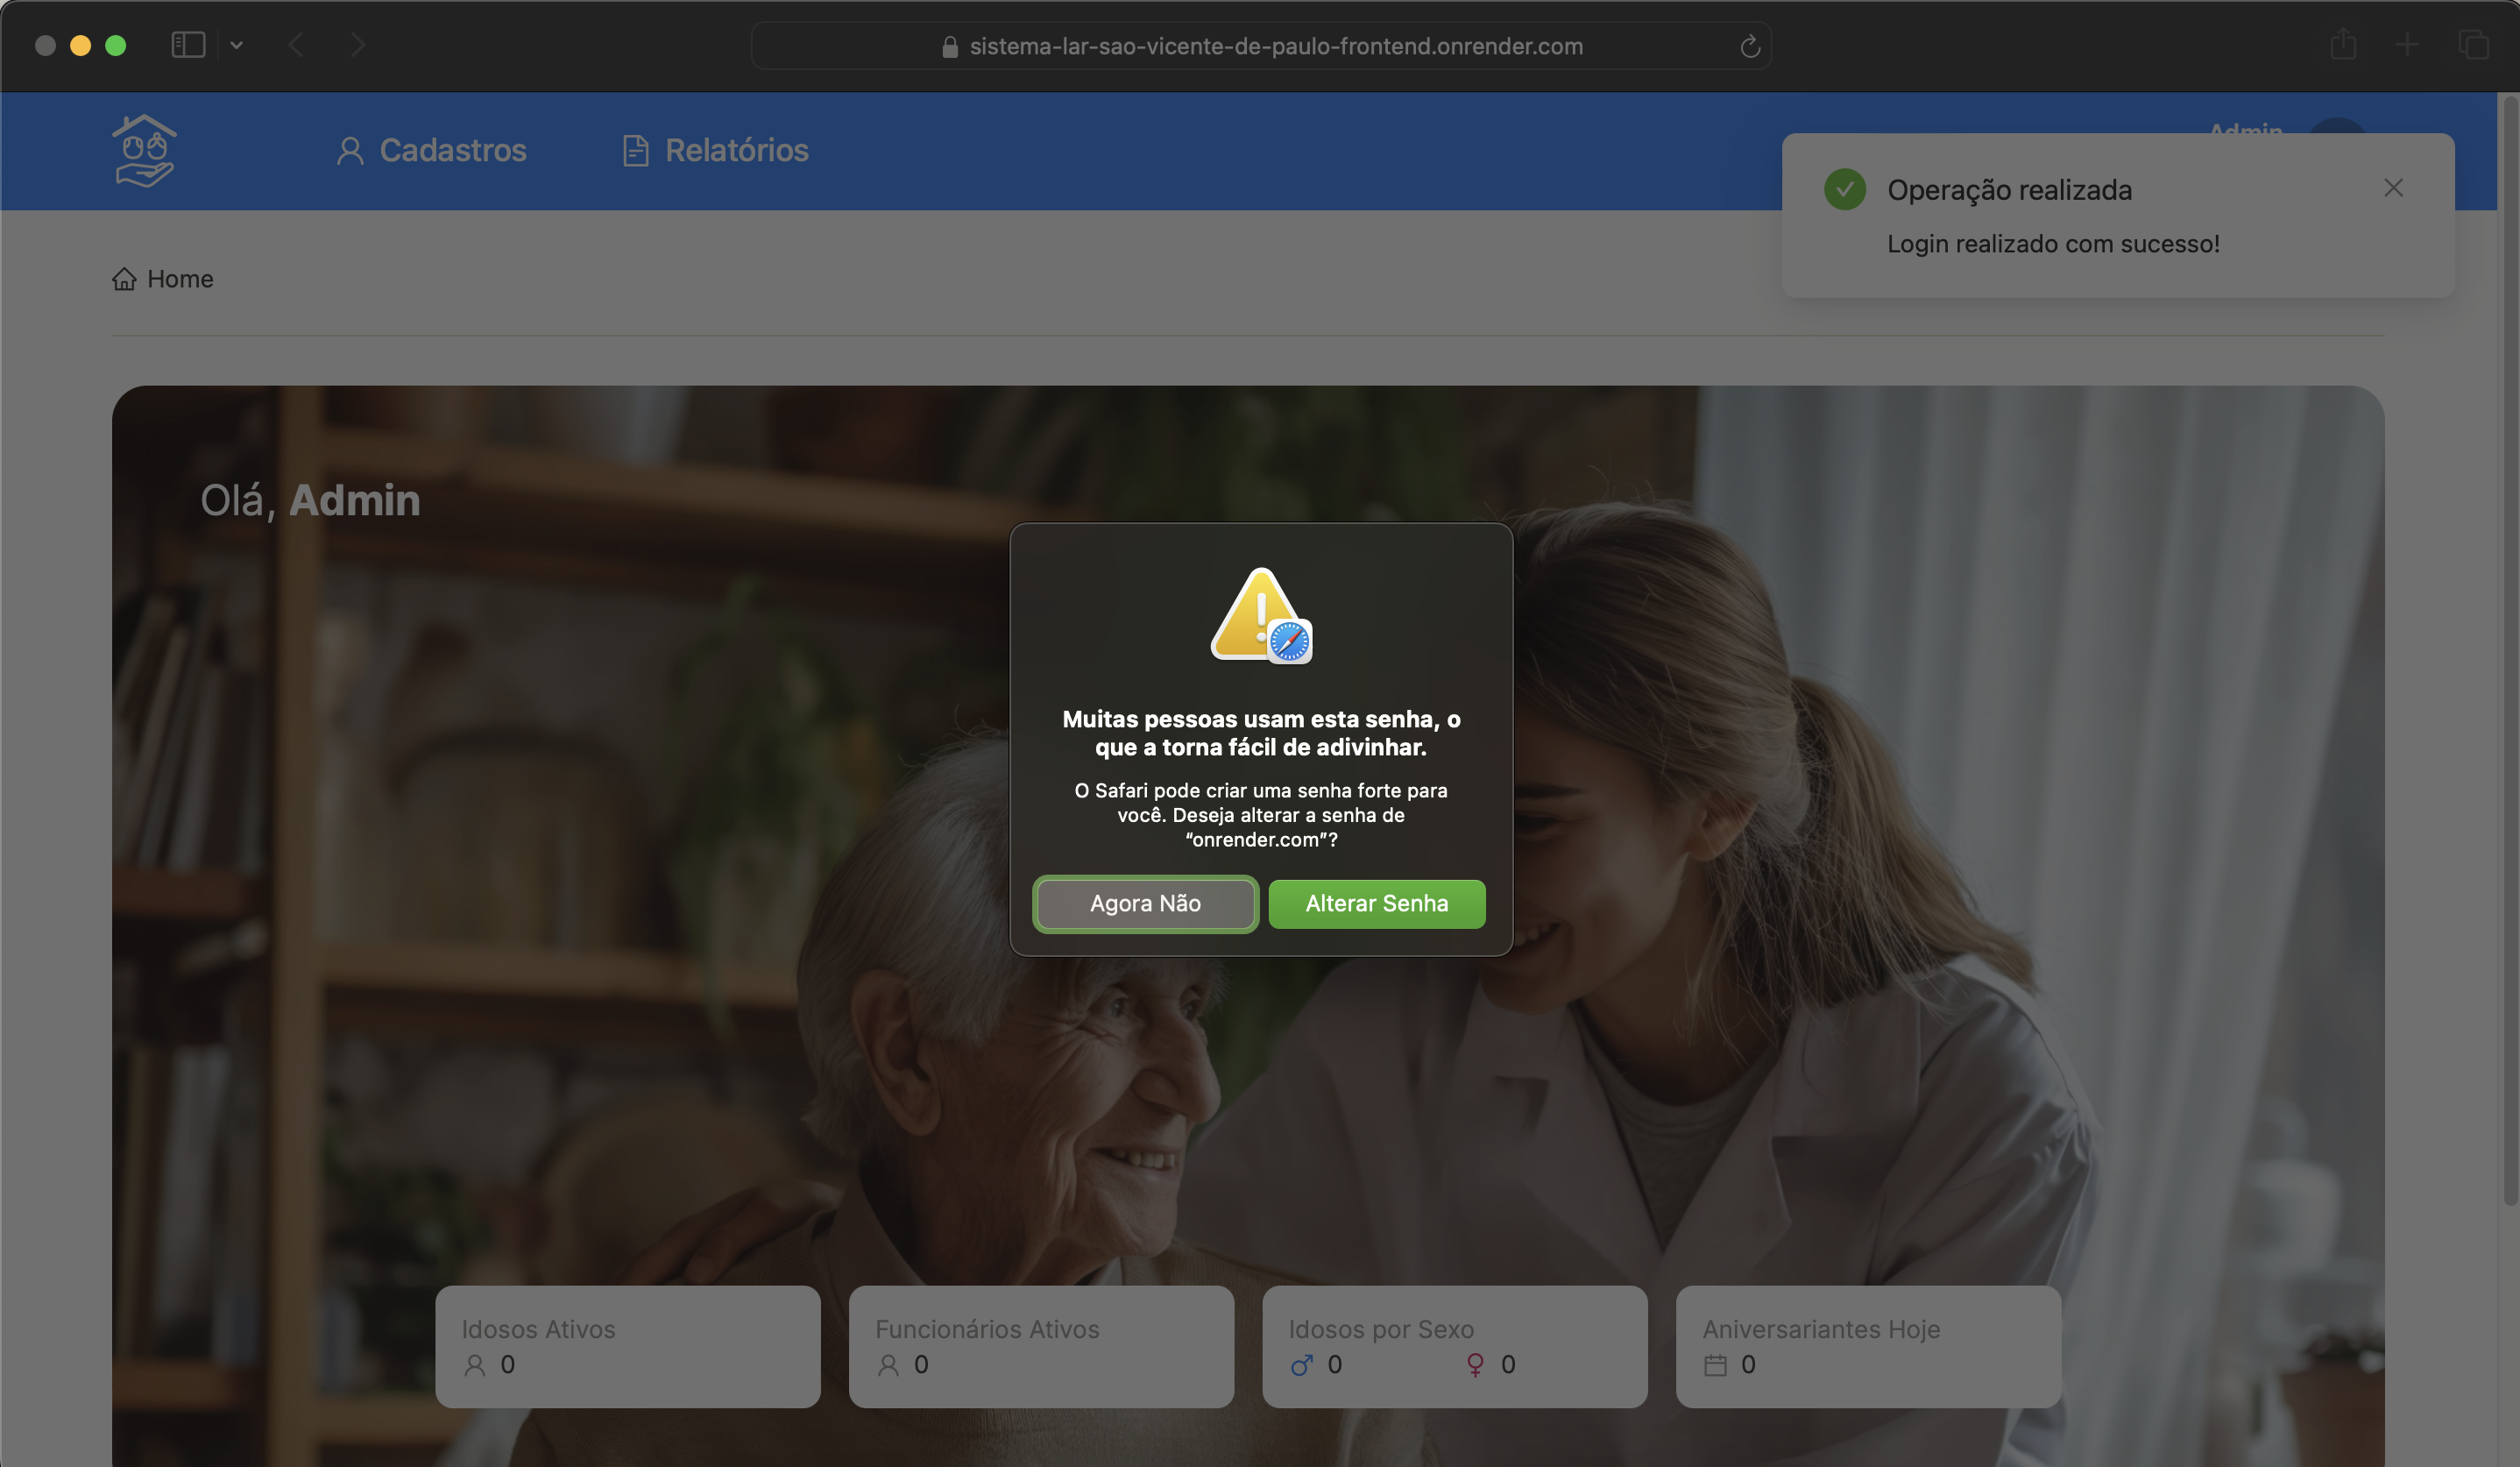 sistema-lar-sao-vicente-de-paulo-frontend.onrender.com
Cadastros
Relatórios
Admin
Operação realizada
Login realizado com sucesso!
Home
Olá, Admin
Muitas pessoas usam esta senha, o
que a torna fácil de adivinhar.
O Safari pode criar uma senha forte para
você. Deseja alterar a senha de
“onrender.com”?
Agora Não
Alterar Senha
Idosos Ativos
0
Funcionários Ativos
0
Idosos por Sexo
0 0
Aniversariantes Hoje
0